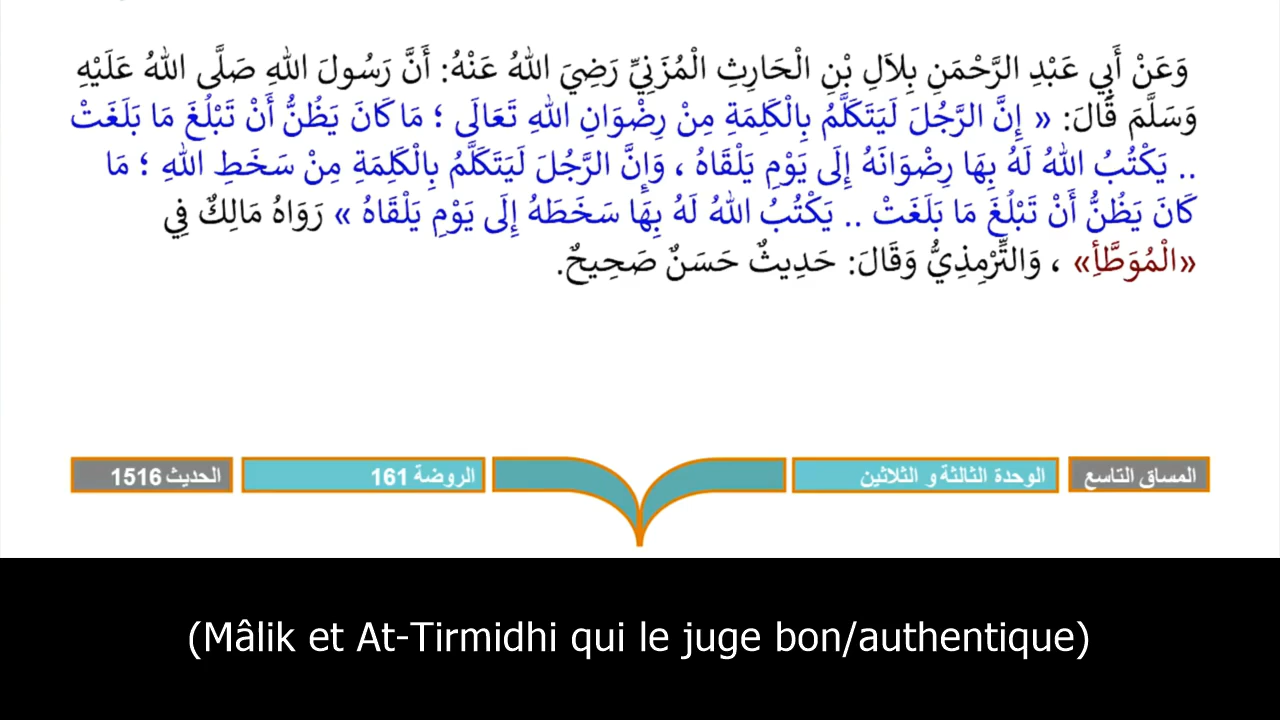 وَعَنْ أَبِي عَبْدِ الرَّحْمَنِ بِلاَلِ بْنِ الْحَارِثِ الْمُزَنِيِّ رَضِيَ اللهُ عَنْهُ: أَنَّ رَسُولَ اللهِ صَلَّى اللهُ عَلَيْهِ
وَسَلَّمَ قَالَ: « إِنَّ الرَّجُلَ لَيَتَكَلَّمُ بِالْكَلِمَةِ مِنْ رِضْوَانِ اللهِ تَعَالَى ؛ مَا كَانَ يَظُنُّ أَنْ تَبْلُغَ مَا بَلَغَتْ
.. يَكْتُبُ اللهُ لَهُ بِهَا رِضْوَانَهُ إِلَى يَوْمِ يَلْقَاهُ ، وَإِنَّ الرَّجُلَ لَيَتَكَلَّمُ بِالْكَلِمَةِ مِنْ سَخَطِ اللهِ ؛ مَا
كَانَ يَظُنُّ أَنْ تَبْلُغَ مَا بَلَغَتْ .. يَكْتُبُ اللهُ لَهُ بِهَا سَخَطَهُ إِلَى يَوْمِ يَلْقَاهُ » رَوَاهُ مَالِكٌ فِي
«الْمُوَطَّأِ» ، وَالتِّرْمِذِيُّ وَقَالَ: حَدِيثٌ حَسَنٌ صَحِيحٌ.
المساق التاسع
الوحدة الثالثة و الثلاثين
الروضة 161
الحديث 1516
(Mâlik et At-Tirmidhi qui le juge bon/authentique)